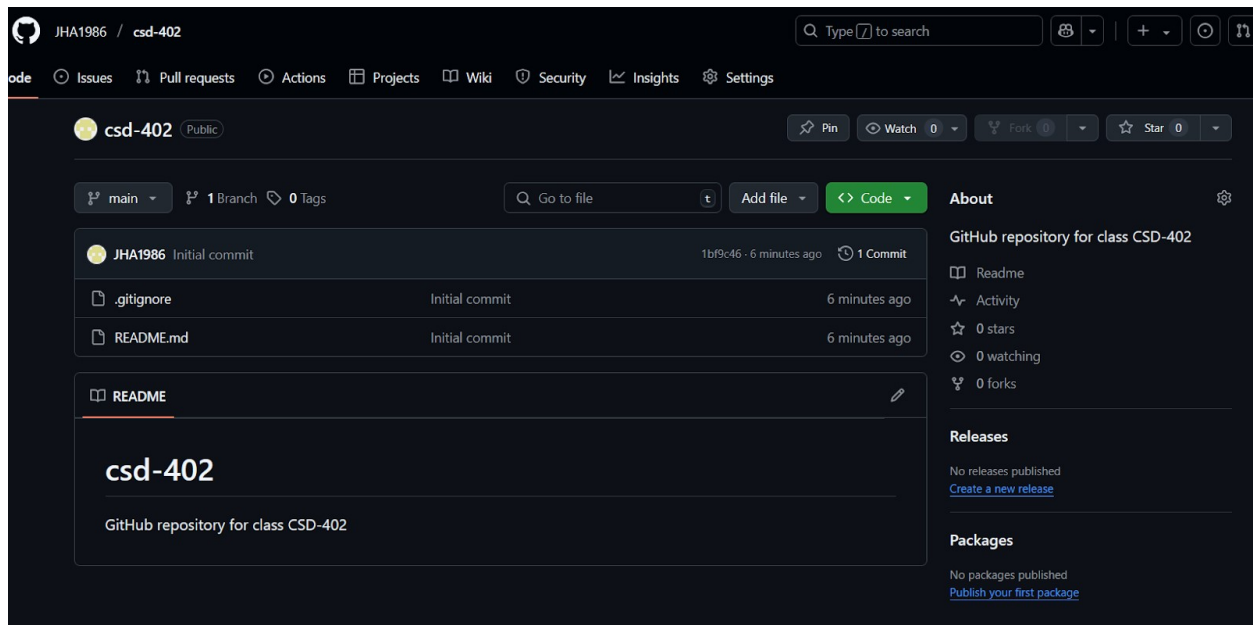 JHA1986 / csd-402
Type / to search
ode Issues Pull requests Actions Projects Wiki Security Insights Settings
csd-402 Public
Pin Watch 0 Fork 0 Star 0
main 1 Branch 0 Tags
Go to file t Add file <> Code
JHA1986 Initial commit 1bf9c46 · 6 minutes ago 1 Commit
.gitignore Initial commit 6 minutes ago
README.md Initial commit 6 minutes ago
README
csd-402
GitHub repository for class CSD-402
About
GitHub repository for class CSD-402
Readme
Activity
0 stars
0 watching
0 forks
Releases
No releases published
Create a new release
Packages
No packages published
Publish your first package